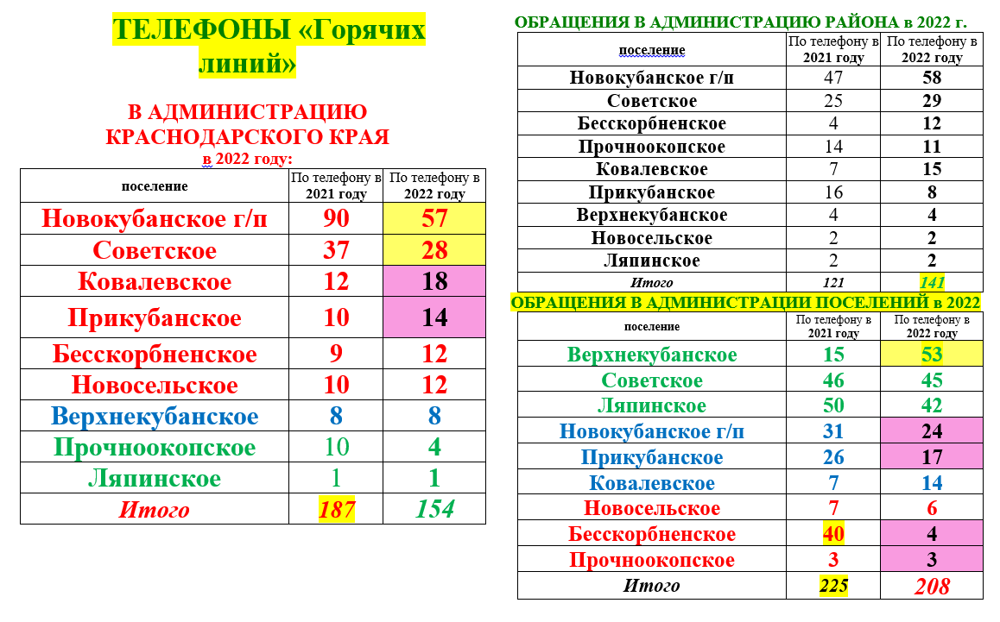 ТЕЛЕФОНЫ «Горячих
линий»
В АДМИНИСТРАЦИЮ
КРАСНОДАРСКОГО КРАЯ
в 2022 году:
поселение По телефону в 2021 году По телефону в 2022 году
Новокубанское г/п 90 57
Советское 37 28
Ковалевское 12 18
Прикубанское 10 14
Бесскорбненское 9 12
Новосельское 10 12
Верхнекубанское 8 8
Прочноокопское 10 4
Ляпинское 1 1
Итого 187 154
ОБРАЩЕНИЯ В АДМИНИСТРАЦИЮ РАЙОНА в 2022 г.
поселение По телефону в 2021 году По телефону в 2022 году
Новокубанское г/п 47 58
Советское 25 29
Бесскорбненское 4 12
Прочноокопское 14 11
Ковалевское 7 15
Прикубанское 16 8
Верхнекубанское 4 4
Новосельское 2 2
Ляпинское 2 2
Итого 121 141
ОБРАЩЕНИЯ В АДМИНИСТРАЦИИ ПОСЕЛЕНИЙ в 2022
поселение По телефону в 2021 году По телефону в 2022 году
Верхнекубанское 15 53
Советское 46 45
Ляпинское 50 42
Новокубанское г/п 31 24
Прикубанское 26 17
Ковалевское 7 14
Новосельское 7 6
Бесскорбненское 40 4
Прочноокопское 3 3
Итого 225 208